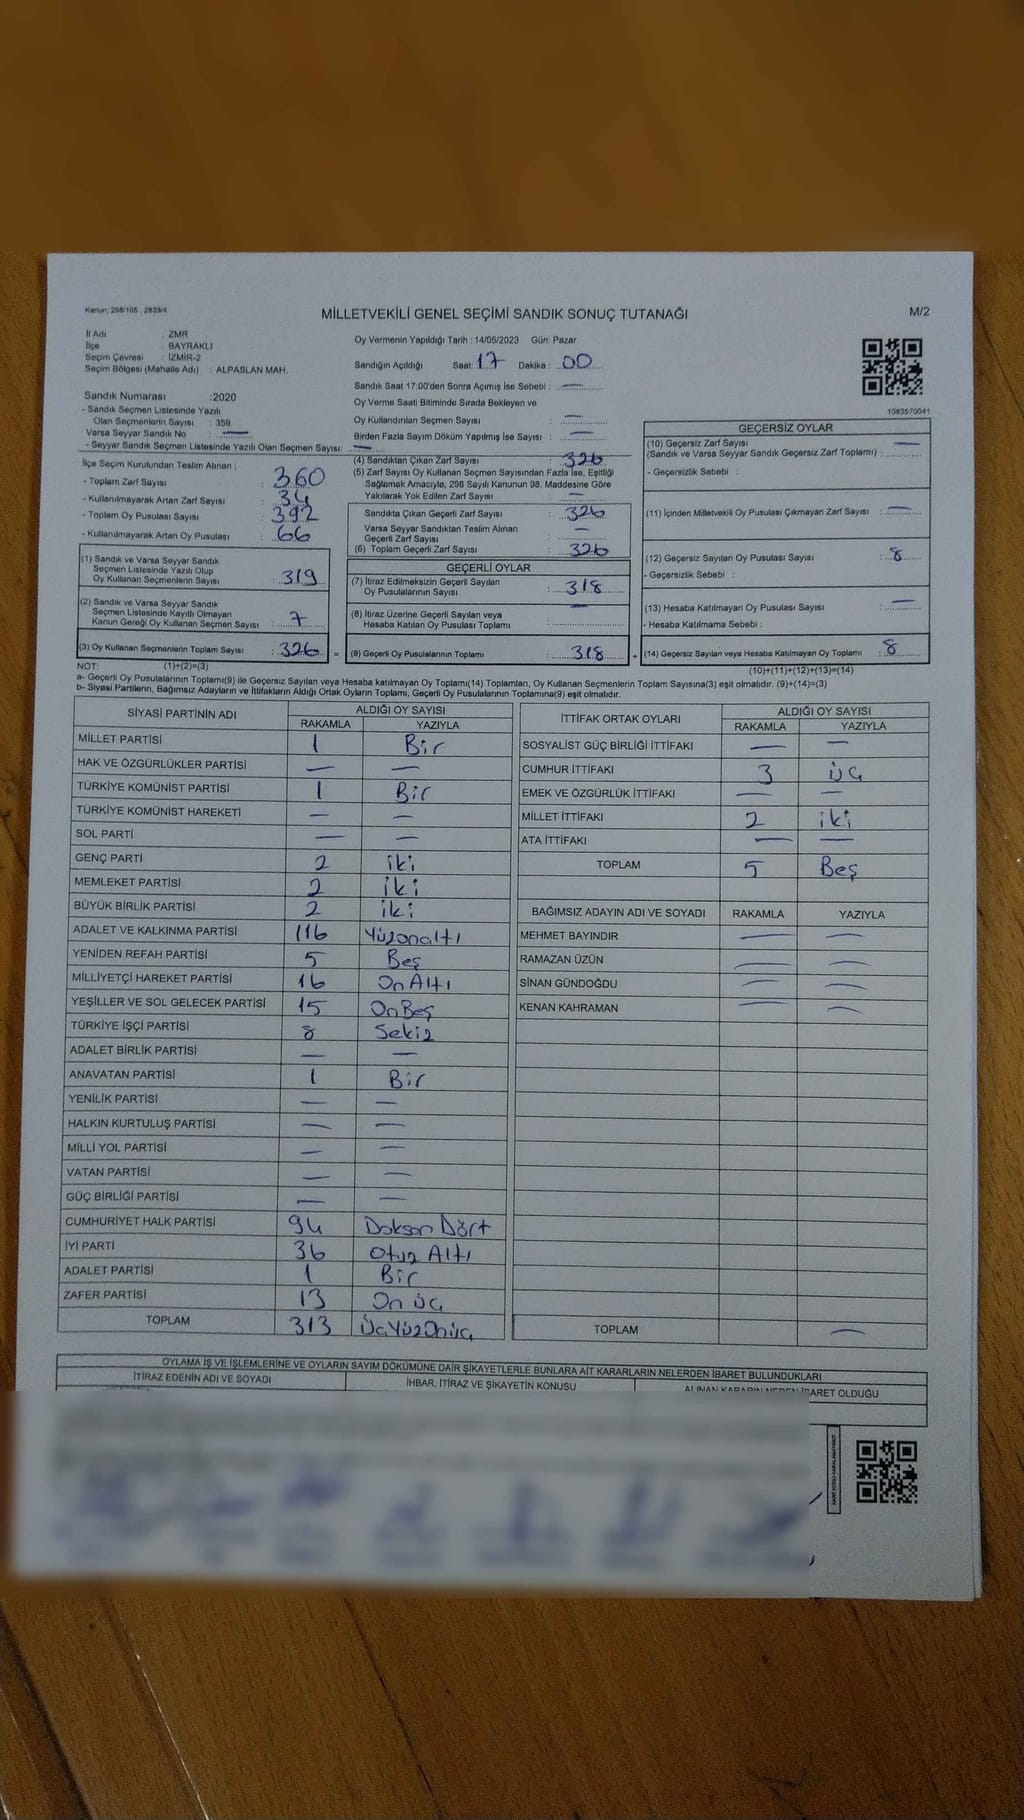 Kanun: 298/105 , 2839/4
MİLLETVEKİLİ GENEL SEÇİMİ SANDIK SONUÇ TUTANAĞI
M/2
İl Adı : ZMR
İlçe : BAYRAKLI
Seçim Çevresi : İZMİR-2
Seçim Bölgesi (Mahalle Adı) : ALPASLAN MAH.
Sandık Numarası :2020
- Sandık Seçmen Listesinde Yazılı
Olan Seçmenlerin Sayısı : 359
Varsa Seyyar Sandık No : —
- Seyyar Sandık Seçmen Listesinde Yazılı Olan Seçmen Sayısı: —
İlçe Seçim Kurulundan Teslim Alınan ;
- Toplam Zarf Sayısı : 360
- Kullanılmayarak Artan Zarf Sayısı : 34
- Toplam Oy Pusulası Sayısı : 392
- Kullanılmayarak Artan Oy Pusulası : 66
(1) Sandık ve Varsa Seyyar Sandık
Seçmen Listesinde Yazılı Olup
Oy Kullanan Seçmenlerin Sayısı : 319
(2) Sandık ve Varsa Seyyar Sandık
Seçmen Listesinde Kayıtlı Olmayan
Kanun Gereği Oy Kullanan Seçmen Sayısı : 7
(3) Oy Kullanan Seçmenlerin Toplam Sayısı : 326 =
Oy Vermenin Yapıldığı Tarih : 14/05/2023 Gün: Pazar
Sandığın Açıldığı Saat: 17 Dakika : 00
Sandık Saat 17:00'den Sonra Açımış İse Sebebi : —
Oy Verme Saati Bitiminde Sırada Bekleyen ve
Oy Kullandırılan Seçmen Sayısı : —
Birden Fazla Sayım Döküm Yapılmış İse Sayısı : —
(4) Sandıktan Çıkan Zarf Sayısı : 326
(5) Zarf Sayısı Oy Kullanan Seçmen Sayısından Fazla İse, Eşitliği
Sağlamak Amacıyla, 298 Sayılı Kanunun 98. Maddesine Göre
Yakılarak Yok Edilen Zarf Sayısı : —
Sandıkta Çıkan Geçerli Zarf Sayısı : 326
Varsa Seyyar Sandıktan Teslim Alınan
Geçerli Zarf Sayısı : —
(6) Toplam Geçerli Zarf Sayısı : 326
GEÇERLİ OYLAR
(7) İtiraz Edilmeksizin Geçerli Sayılan
Oy Pusulalarının Sayısı : 318
(8) İtiraz Üzerine Geçerli Sayılan veya
Hesaba Katılan Oy Pusulası Toplamı : —
(9) Geçerli Oy Pusulalarının Toplamı : 318 +
1083570041
GEÇERSİZ OYLAR
(10) Geçersiz Zarf Sayısı
(Sandık ve Varsa Seyyar Sandık Geçersiz Zarf Toplamı) : —
- Geçersizlik Sebebi :
(11) İçinden Milletvekili Oy Pusulası Çıkmayan Zarf Sayısı : —
(12) Geçersiz Sayılan Oy Pusulası Sayısı : 8
- Geçersizlik Sebebi :
(13) Hesaba Katılmayan Oy Pusulası Sayısı : —
- Hesaba Katılmama Sebebi :
(14) Geçersiz Sayılan veya Hesaba Katılmayan Oy Toplamı : 8
NOT: (1)+(2)=(3) (10)+(11)+(12)+(13)=(14)
a- Geçerli Oy Pusulalarının Toplamı(9) ile Geçersiz Sayılan veya Hesaba katılmayan Oy Toplamı(14) Toplamları, Oy Kullanan Seçmenlerin Toplam Sayısına(3) eşit olmalıdır. (9)+(14)=(3)
b- Siyasi Partilerin, Bağımsız Adayların ve İttifakların Aldığı Ortak Oyların Toplamı, Geçerli Oy Pusulalarının Toplamına(9) eşit olmalıdır.
SİYASİ PARTİNİN ADI ALDIĞI OY SAYISI
RAKAMLA YAZIYLA
MİLLET PARTİSİ 1 Bir
HAK VE ÖZGÜRLÜKLER PARTİSİ — —
TÜRKİYE KOMÜNİST PARTİSİ 1 Bir
TÜRKİYE KOMÜNİST HAREKETİ — —
SOL PARTİ — —
GENÇ PARTİ 2 iki
MEMLEKET PARTİSİ 2 iki
BÜYÜK BİRLİK PARTİSİ 2 iki
ADALET VE KALKINMA PARTİSİ 116 Yüzonaltı
YENİDEN REFAH PARTİSİ 5 Beş
MİLLİYETÇİ HAREKET PARTİSİ 16 On Altı
YEŞİLLER VE SOL GELECEK PARTİSİ 15 On Beş
TÜRKİYE İŞÇİ PARTİSİ 8 Sekiz
ADALET BİRLİK PARTİSİ — —
ANAVATAN PARTİSİ 1 Bir
YENİLİK PARTİSİ — —
HALKIN KURTULUŞ PARTİSİ — —
MİLLİ YOL PARTİSİ — —
VATAN PARTİSİ — —
GÜÇ BİRLİĞİ PARTİSİ — —
CUMHURİYET HALK PARTİSİ 94 Doksan Dört
İYİ PARTİ 36 Otuz Altı
ADALET PARTİSİ 1 Bir
ZAFER PARTİSİ 13 On üç
TOPLAM 313 ÜçYüzOnüç
İTTİFAK ORTAK OYLARI ALDIĞI OY SAYISI
RAKAMLA YAZIYLA
SOSYALİST GÜÇ BİRLİĞİ İTTİFAKI — —
CUMHUR İTTİFAKI 3 üç
EMEK VE ÖZGÜRLÜK İTTİFAKI — —
MİLLET İTTİFAKI 2 iki
ATA İTTİFAKI — —
TOPLAM 5 Beş
BAĞIMSIZ ADAYIN ADI VE SOYADI RAKAMLA YAZIYLA
MEHMET BAYINDIR — —
RAMAZAN ÜZÜN — —
SİNAN GÜNDOĞDU — —
KENAN KAHRAMAN — —
TOPLAM —
OYLAMA İŞ VE İŞLEMLERİNE VE OYLARIN SAYIM DÖKÜMÜNE DAİR ŞİKAYETLERLE BUNLARA AİT KARARLARIN NELERDEN İBARET BULUNDUKLARI
İTİRAZ EDENİN ADI VE SOYADI İHBAR, İTİRAZ VE ŞİKAYETİN KONUSU ALINAN KARARIN NEDEN İBARET OLDUĞU